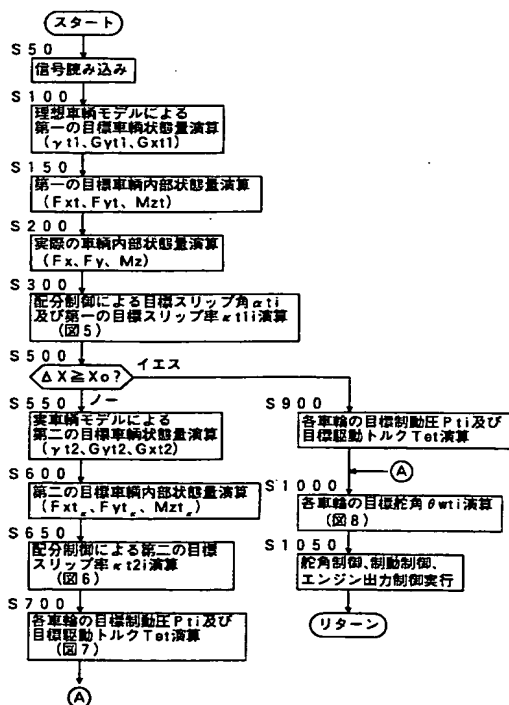 スタート
S50
信号読み込み
S100
理想車輌モデルによる
第一の目標車輌状態量演算
(γt1、Gyt1、Gxt1)
S150
第一の目標車輌内部状態量演算
(Fxt、Fyt、Mzt)
S200
実際の車輌内部状態量演算
(Fx、Fy、Mz)
S300
配分制御による目標スリップ角αti
及び第一の目標スリップ率κt1i演算
(図5)
S500
ΔX≧Xo?
イエス
ノー
S550
実車輌モデルによる
第二の目標車輌状態量演算
(γt2、Gyt2、Gxt2)
S600
第二の目標車輌内部状態量演算
(Fxtκ、Fytκ、Mztκ)
S650
配分制御による第二の目標
スリップ率κt2i演算
(図6)
S700
各車輪の目標制動圧Pti及び
目標駆動トルクTet演算
(図7)
A
S900
各車輪の目標制動圧Pti及び
目標駆動トルクTet演算
A
S1000
各車輪の目標舵角θwti演算
(図8)
S1050
舵角制御、制動制御、
エンジン出力制御実行
リターン